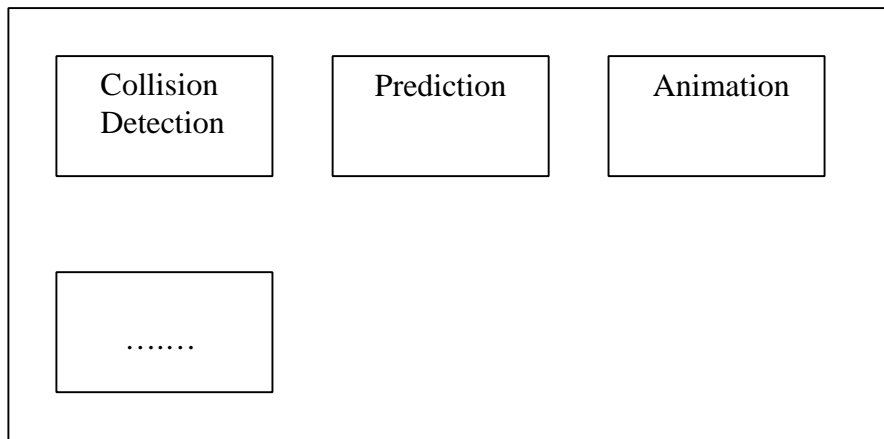 Collision
Detection
Prediction
Animation
.......